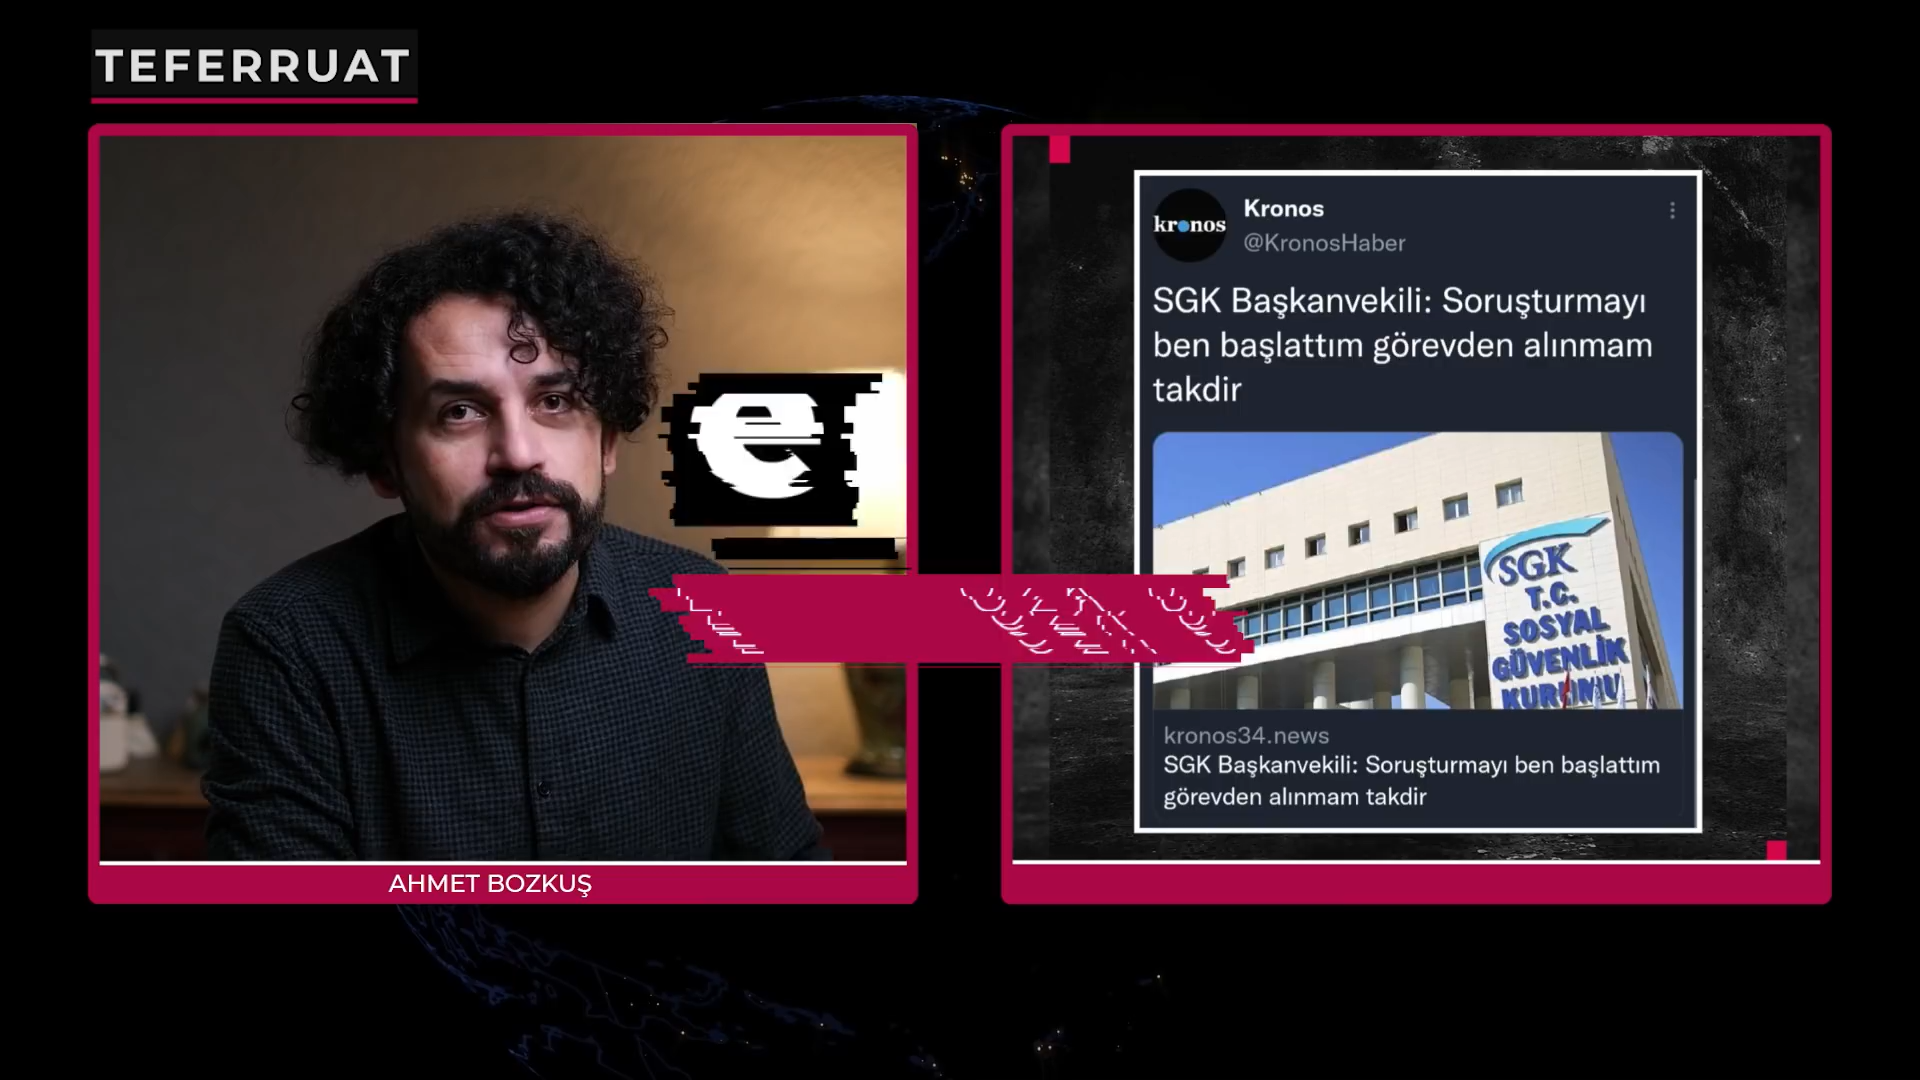 TEFERRUAT
AHMET BOZKUŞ
kronos
Kronos
@KronosHaber
SGK Başkanvekili: Soruşturmayı
ben başlattım görevden alınmam
takdir
SGK
T.C.
SOSYAL
GÜVENLİK
KURUMU
kronos34.news
SGK Başkanvekili: Soruşturmayı ben başlattım
görevden alınmam takdir